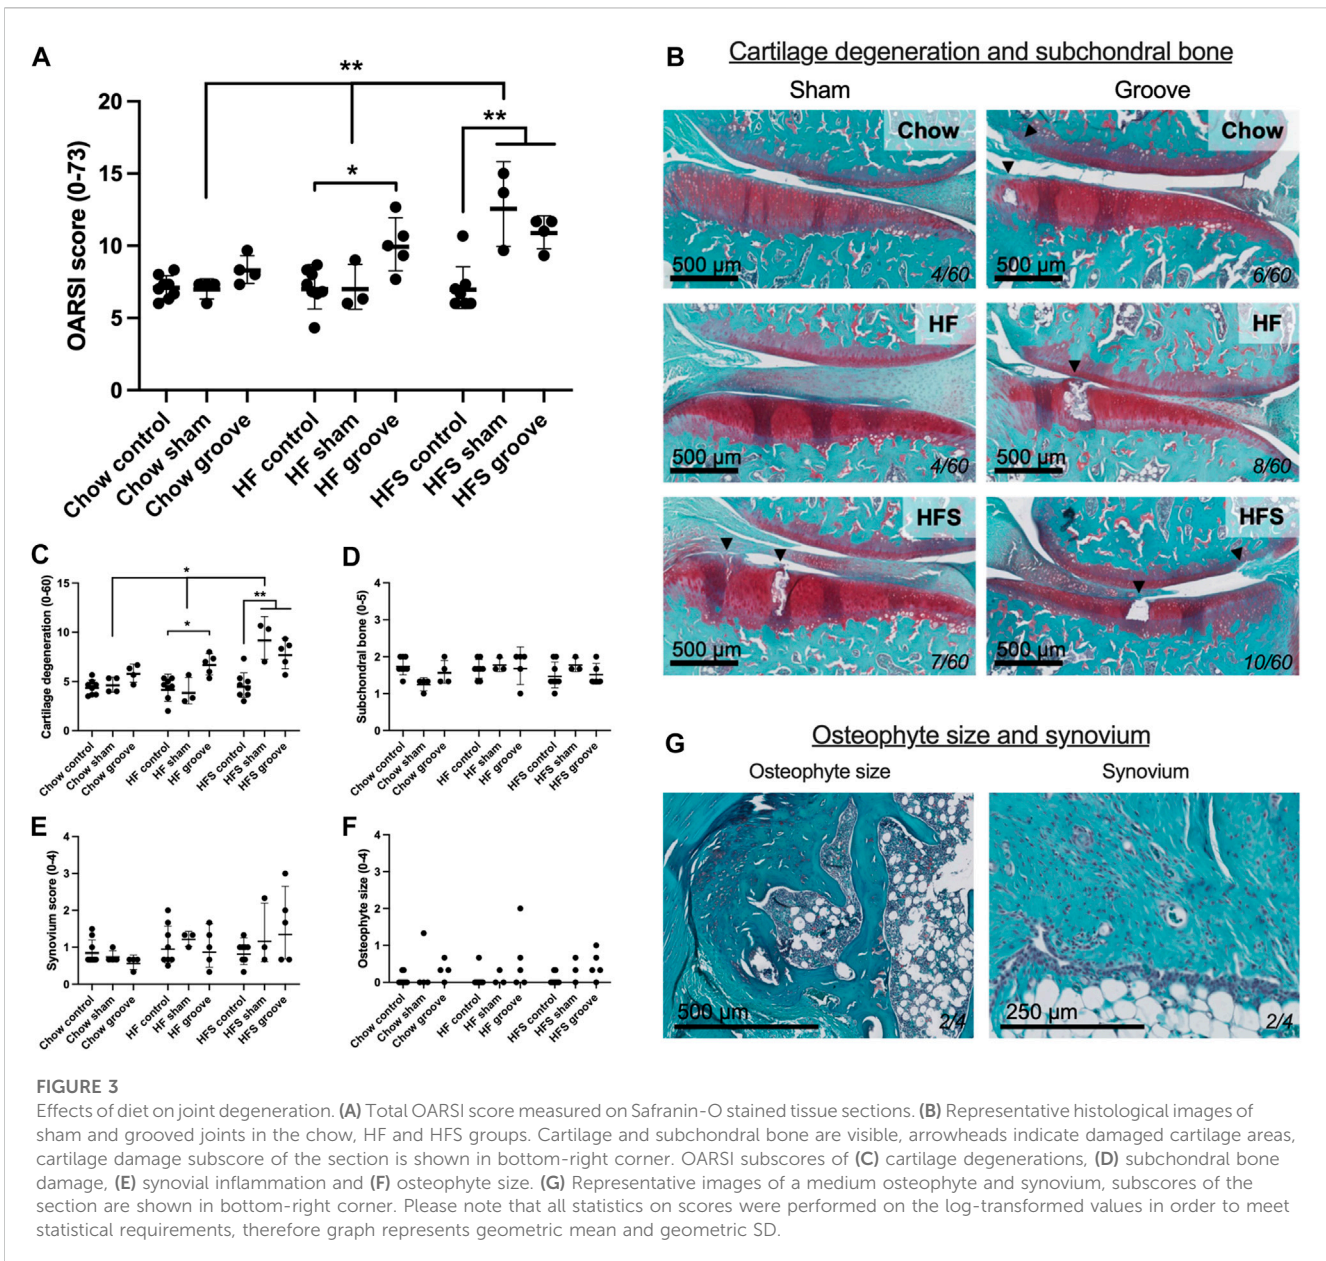 A
**
**
*
20
15
10
5
0
OARSI score (0-73)
Chow control
Chow sham
Chow groove
HF control
HF sham
HF groove
HFS control
HFS sham
HFS groove
B
Cartilage degeneration and subchondral bone
Sham
Groove
Chow
500 µm
4/60
Chow
500 µm
6/60
HF
500 µm
4/60
HF
500 µm
8/60
HFS
500 µm
7/60
HFS
500 µm
10/60
C
*
**
*
15
10
5
0
Cartilage degeneration (0-60)
Chow control
Chow sham
Chow groove
HF control
HF sham
HF groove
HFS control
HFS sham
HFS groove
D
4
3
2
1
0
Subchondral bone (0-5)
Chow control
Chow sham
Chow groove
HF control
HF sham
HF groove
HFS control
HFS sham
HFS groove
E
4
3
2
1
0
Synovium score (0-4)
Chow control
Chow sham
Chow groove
HF control
HF sham
HF groove
HFS control
HFS sham
HFS groove
F
4
3
2
1
0
Osteophyte size (0-4)
Chow control
Chow sham
Chow groove
HF control
HF sham
HF groove
HFS control
HFS sham
HFS groove
G
Osteophyte size and synovium
Osteophyte size
Synovium
500 µm
2/4
250 µm
2/4
FIGURE 3
Effects of diet on joint degeneration. (A) Total OARSI score measured on Safranin-O stained tissue sections. (B) Representative histological images of
sham and grooved joints in the chow, HF and HFS groups. Cartilage and subchondral bone are visible, arrowheads indicate damaged cartilage areas,
cartilage damage subscore of the section is shown in bottom-right corner. OARSI subscores of (C) cartilage degenerations, (D) subchondral bone
damage, (E) synovial inflammation and (F) osteophyte size. (G) Representative images of a medium osteophyte and synovium, subscores of the
section are shown in bottom-right corner. Please note that all statistics on scores were performed on the log-transformed values in order to meet
statistical requirements, therefore graph represents geometric mean and geometric SD.